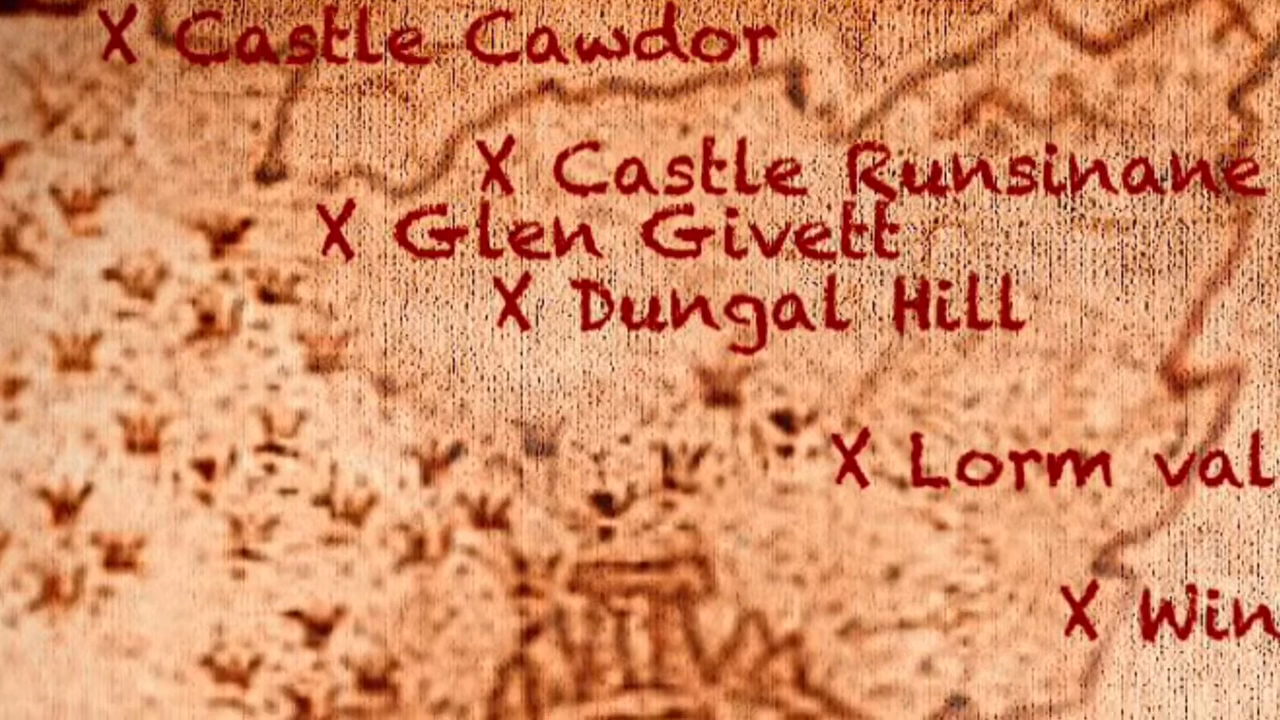 X Castle Cawdor
X Castle Runsinane
X Glen Givett
X Dungal Hill
X Lorm val
X Win